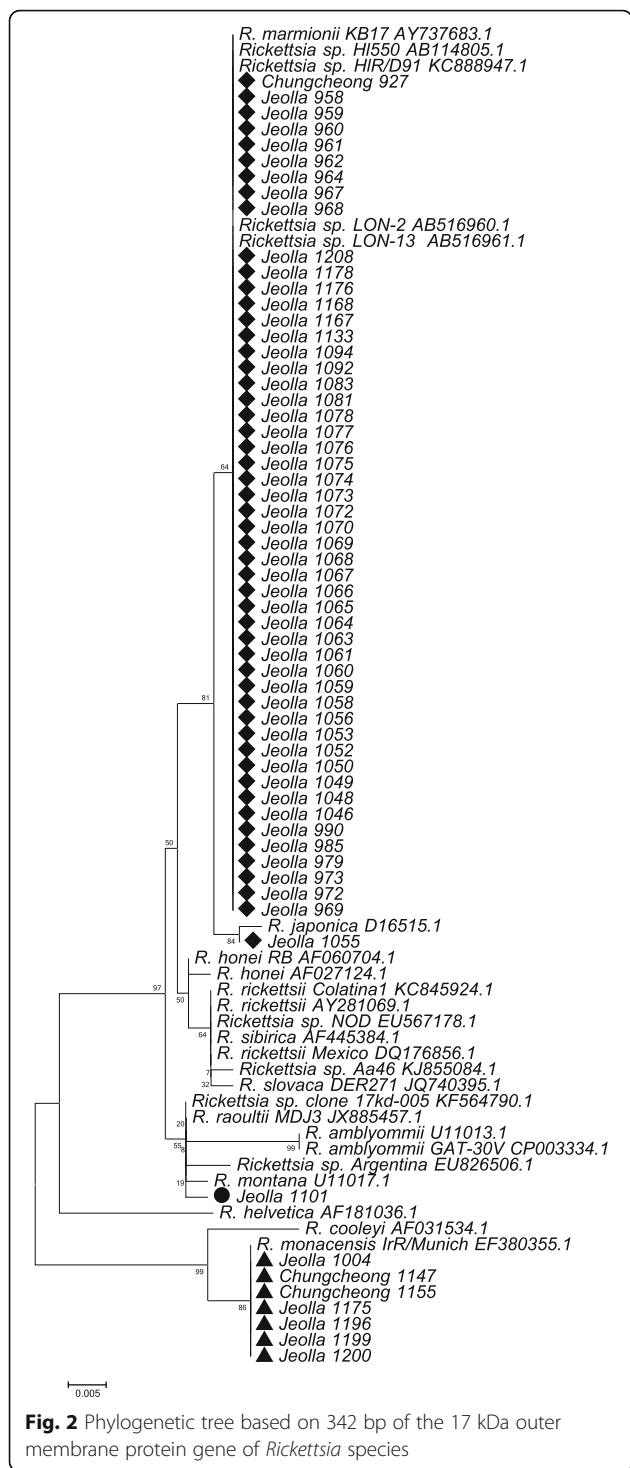 R. marmionii KB17 AY737683.1
Rickettsia sp. HI550 AB114805.1
Rickettsia sp. HIR/D91 KC888947.1
Chungcheong 927
Jeolla 958
Jeolla 959
Jeolla 960
Jeolla 961
Jeolla 962
Jeolla 964
Jeolla 967
Jeolla 968
Rickettsia sp. LON-2 AB516960.1
Rickettsia sp. LON-13 AB516961.1
Jeolla 1208
Jeolla 1178
Jeolla 1176
Jeolla 1168
Jeolla 1167
Jeolla 1133
Jeolla 1094
Jeolla 1092
Jeolla 1083
Jeolla 1081
Jeolla 1078
Jeolla 1077
Jeolla 1076
Jeolla 1075
64
Jeolla 1074
Jeolla 1073
Jeolla 1072
Jeolla 1070
Jeolla 1069
Jeolla 1068
Jeolla 1067
Jeolla 1066
Jeolla 1065
Jeolla 1064
Jeolla 1063
Jeolla 1061
Jeolla 1060
Jeolla 1059
81
Jeolla 1058
Jeolla 1056
Jeolla 1053
Jeolla 1052
Jeolla 1050
Jeolla 1049
Jeolla 1048
Jeolla 1046
Jeolla 990
50
Jeolla 985
Jeolla 979
Jeolla 973
Jeolla 972
Jeolla 969
R. japonica D16515.1
84
Jeolla 1055
R. honei RB AF060704.1
R. honei AF027124.1
97
R. rickettsii Colatina1 KC845924.1
50
R. rickettsii AY281069.1
Rickettsia sp. NOD EU567178.1
64
R. sibirica AF445384.1
R. rickettsii Mexico DQ176856.1
7
Rickettsia sp. Aa46 KJ855084.1
32
R. slovaca DER271 JQ740395.1
Rickettsia sp. clone 17kd-005 KF564790.1
20
R. raoultii MDJ3 JX885457.1
R. amblyommii U11013.1
55
8
99
R. amblyommii GAT-30V CP003334.1
Rickettsia sp. Argentina EU826506.1
19
R. montana U11017.1
Jeolla 1101
R. helvetica AF181036.1
R. cooleyi AF031534.1
R. monacensis IrR/Munich EF380355.1
Jeolla 1004
99
Chungcheong 1147
Chungcheong 1155
86
Jeolla 1175
Jeolla 1196
Jeolla 1199
Jeolla 1200
0.005
Fig. 2 Phylogenetic tree based on 342 bp of the 17 kDa outer
membrane protein gene of Rickettsia species